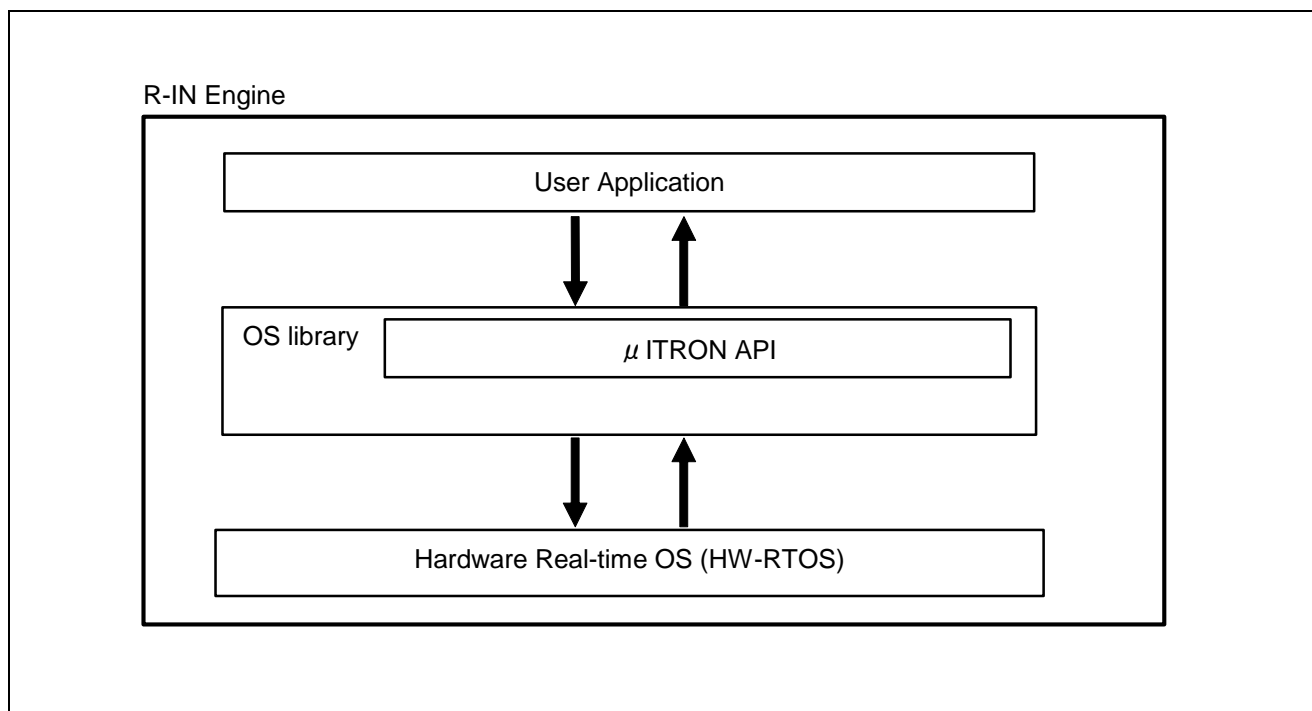 R-IN Engine
User Application
OS library
μ ITRON API
Hardware Real-time OS (HW-RTOS)